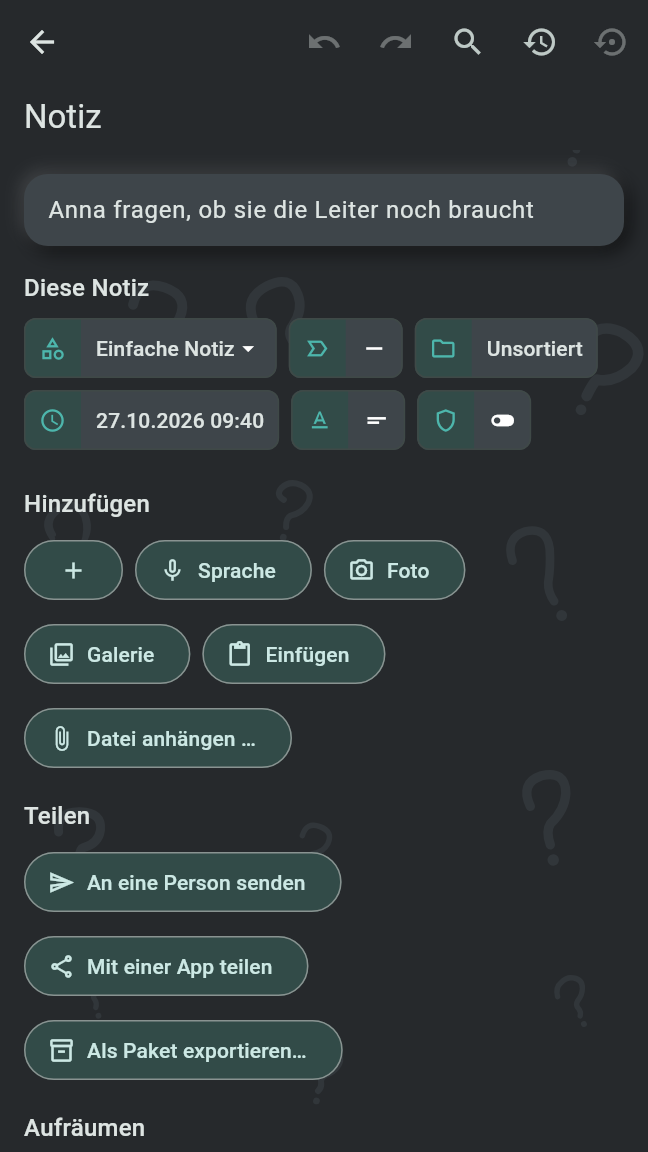 Notiz
Anna fragen, ob sie die Leiter noch braucht
Diese Notiz
Einfache Notiz
Unsortiert
27.10.2026 09:40
Hinzufügen
Sprache
Foto
Galerie
Einfügen
Datei anhängen ...
Teilen
An eine Person senden
Mit einer App teilen
Als Paket exportieren...
Aufräumen